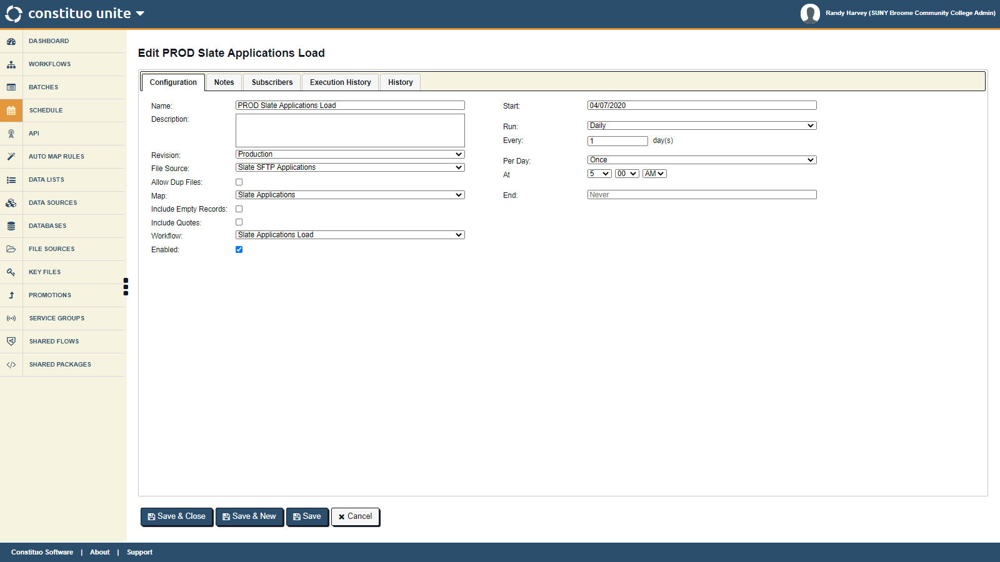 constituo unite
Randy Harvey (SUNY Broome Community College Admin)
DASHBOARD
WORKFLOWS
BATCHES
SCHEDULE
API
AUTO MAP RULES
DATA LISTS
DATA SOURCES
DATABASES
FILE SOURCES
KEY FILES
PROMOTIONS
SERVICE GROUPS
SHARED FLOWS
SHARED PACKAGES
Edit PROD Slate Applications Load
Configuration Notes Subscribers Execution History History
Name: PROD Slate Applications Load
Description:
Revision: Production
File Source: Slate SFTP Applications
Allow Dup Files:
Map: Slate Applications
Include Empty Records:
Include Quotes:
Workflow: Slate Applications Load
Enabled:
Start: 04/07/2020
Run: Daily
Every: 1 day(s)
Per Day: Once
At 5 00 AM
End: Never
Save & Close Save & New Save Cancel
Constituo Software | About | Support